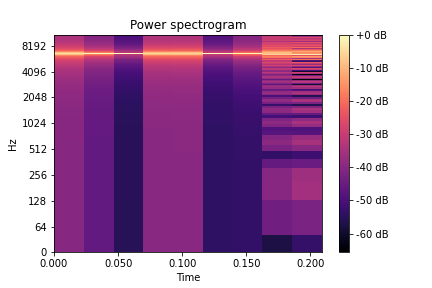 Power spectrogram
8192
4096
2048
1024
512
256
128
64
0
Hz
0.000 0.050 0.100 0.150 0.200
Time
+0 dB
-10 dB
-20 dB
-30 dB
-40 dB
-50 dB
-60 dB